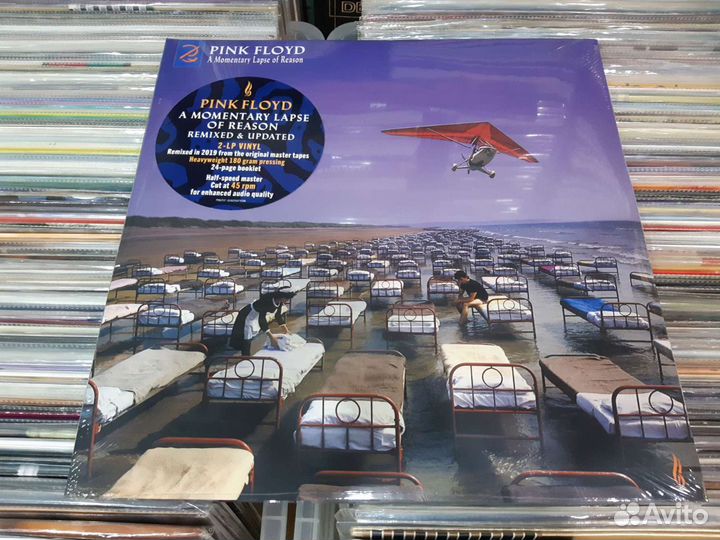 PINK FLOYD
A Momentary Lapse of Reason
PINK FLOYD
A MOMENTARY LAPSE
OF REASON
REMIXED & UPDATED
2-LP VINYL
Remixed in 2019 from the original master tapes
Heavyweight 180 gram pressing
24-page booklet
Half-speed master
Cut at 45 rpm
for enhanced audio quality
Avito